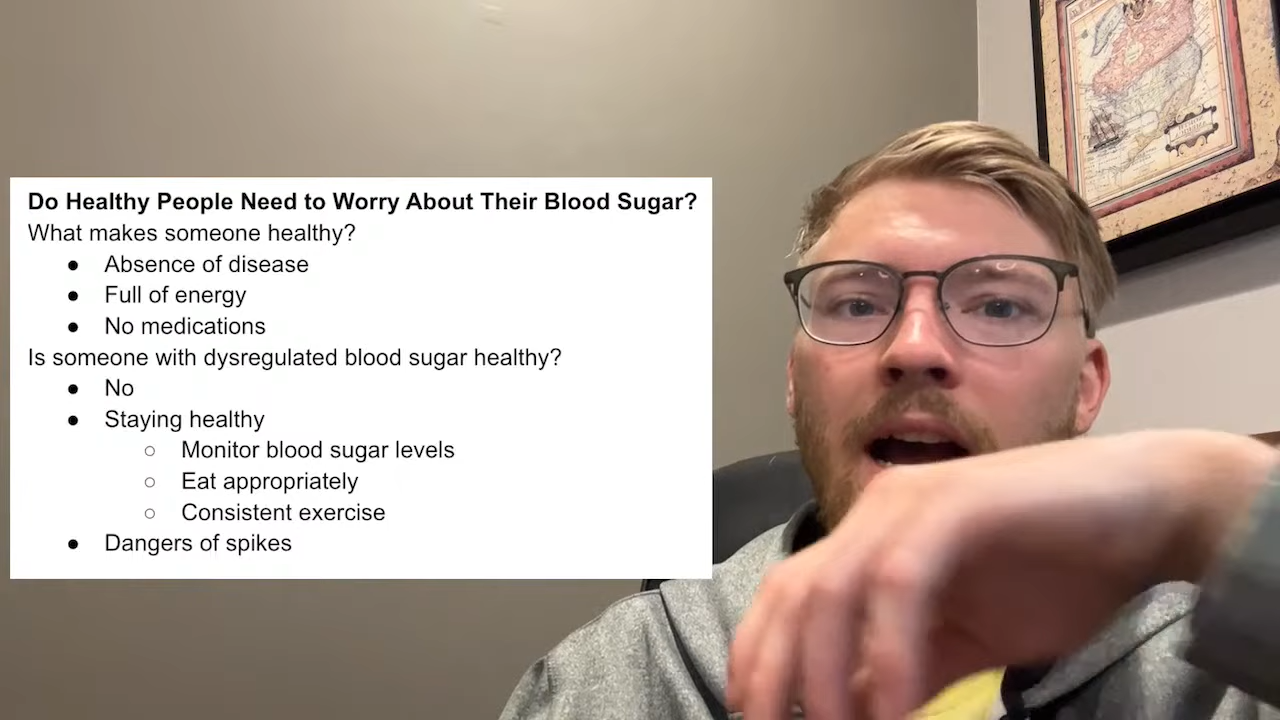 Do Healthy People Need to Worry About Their Blood Sugar?
What makes someone healthy?
● Absence of disease
● Full of energy
● No medications
Is someone with dysregulated blood sugar healthy?
● No
● Staying healthy
○ Monitor blood sugar levels
○ Eat appropriately
○ Consistent exercise
● Dangers of spikes